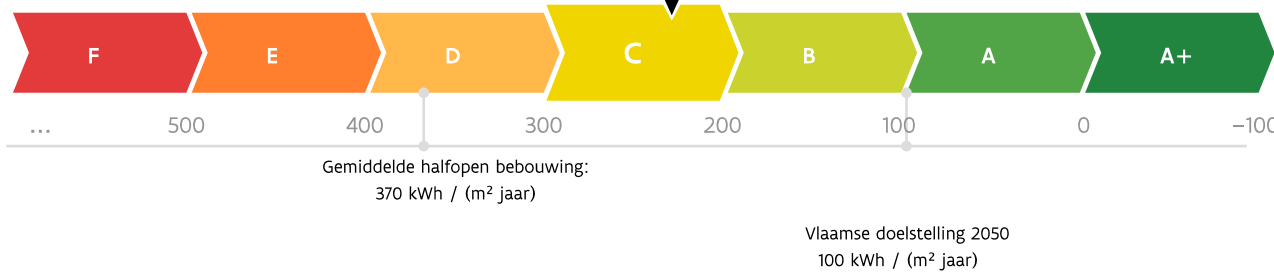 F E D C B A A+
... 500 400 300 200 100 0 −100
Gemiddelde halfopen bebouwing:
370 kWh / (m² jaar)
Vlaamse doelstelling 2050
100 kWh / (m² jaar)